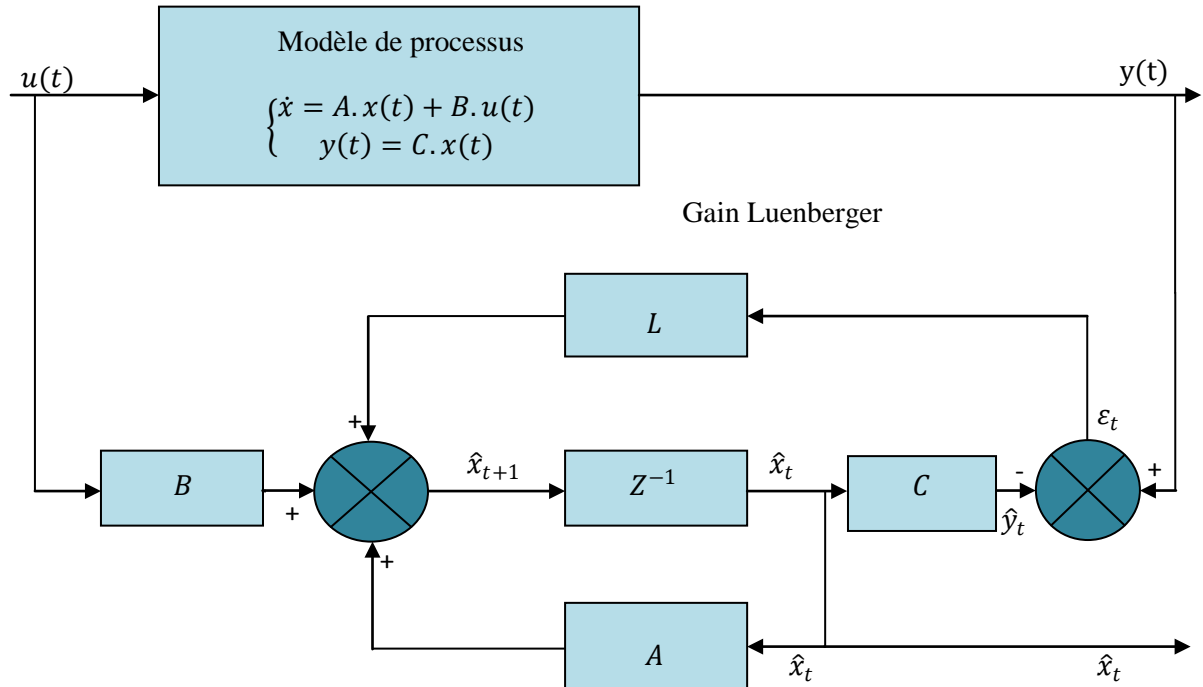 Modèle de processus
u(t)
y(t)
{ẋ = A.x(t) + B.u(t)
y(t) = C.x(t)
Gain Luenberger
L
+
ε_t
B
+
x̂_{t+1}
Z^{-1}
x̂_t
C
-
+
ŷ_t
+
A
x̂_t
x̂_t